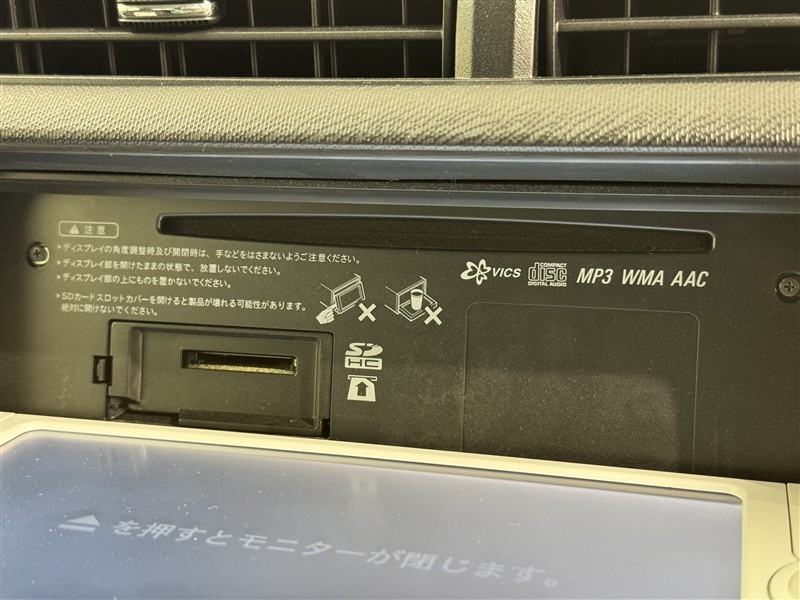 注意
ディスプレイの角度調整時及び開閉時は、手などをはさまないようご注意ください。
ディスプレイ部を開けたままの状態で、放置しないでください。
ディスプレイ部の上にものを置かないでください。
SDカードスロットカバーを開けると製品が壊れる可能性があります。
絶対に開けないでください。
VICS
COMPACT
disc
DIGITAL AUDIO
MP3 WMA AAC
SD
HC
を押すとモニターが閉じます。